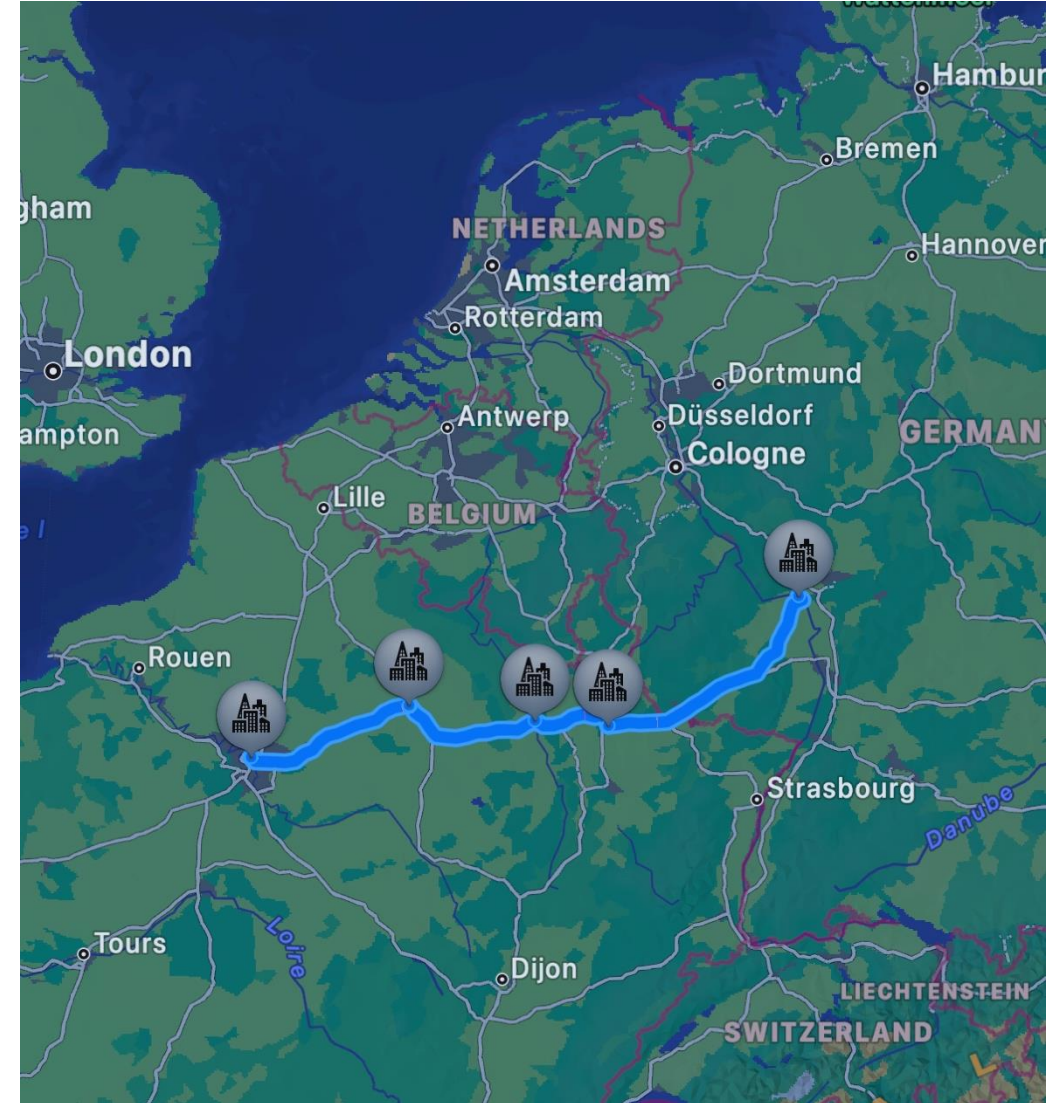 Hambur
Bremen
gham
NETHERLANDS
Hannover
Amsterdam
Rotterdam
London
Dortmund
ampton
Antwerp
Düsseldorf
GERMAN
Cologne
Lille
BELGIUM
el
Rouen
Strasbourg
Danube
Tours
Loire
Dijon
LIECHTENSTEIN
SWITZERLAND